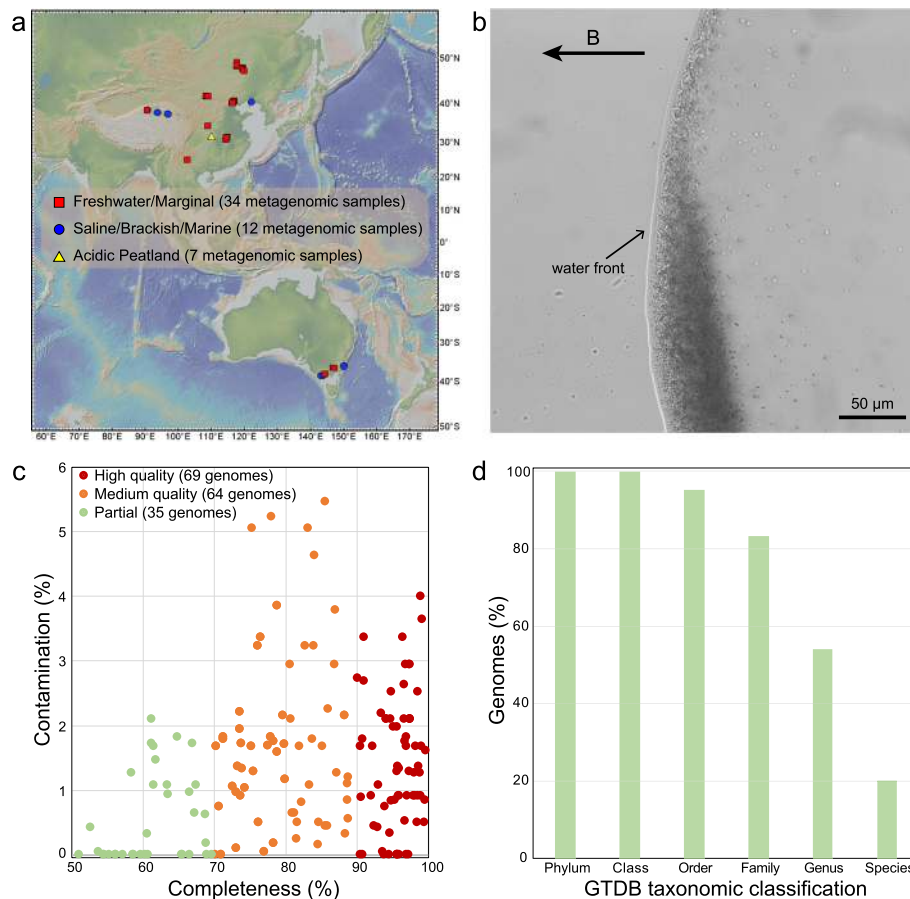 a
50°N
40°N
30°N
20°N
10°N
0°
10°S
20°S
30°S
40°S
50°S
60°E 70°E 80°E 90°E 100°E 110°E 120°E 130°E 140°E 150°E 160°E 170°E
Freshwater/Marginal (34 metagenomic samples)
Saline/Brackish/Marine (12 metagenomic samples)
Acidic Peatland (7 metagenomic samples)
b
B
water front
50 µm
c
6
5
4
3
2
1
0
Contamination (%)
High quality (69 genomes)
Medium quality (64 genomes)
Partial (35 genomes)
50 60 70 80 90 100
Completeness (%)
d
100
80
60
40
20
0
Genomes (%)
Phylum Class Order Family Genus Species
GTDB taxonomic classification